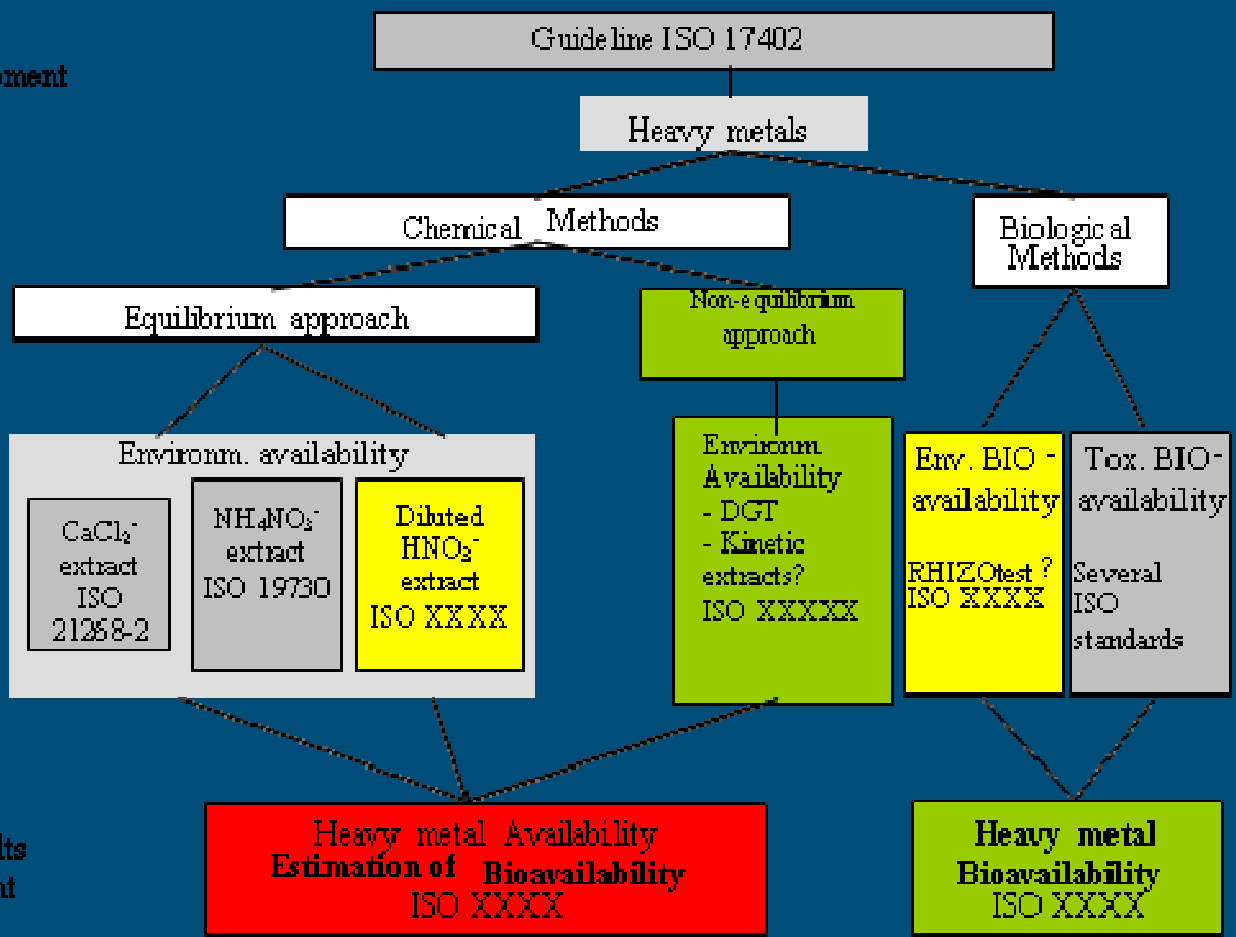 Guideline ISO 17402
Heavy metals
Chemical Methods
Biological
Methods
Equilibrium approach
Non-equilibrium
approach
Environm. availability
CaCl₂-
extract
ISO
21268-2
NH₄NO₃-
extract
ISO 19730
Diluted
HNO₃-
extract
ISO XXXX
Environm.
Availability
- DGT
- Kinetic
extracts?
ISO XXXXX
Env. BIO -
availability
RHIZOtest ?
ISO XXXX
Tox. BIO-
availability
Several
ISO
standards
Heavy metal Availability
Estimation of Bioavailability
ISO XXXX
Heavy metal
Bioavailability
ISO XXXX